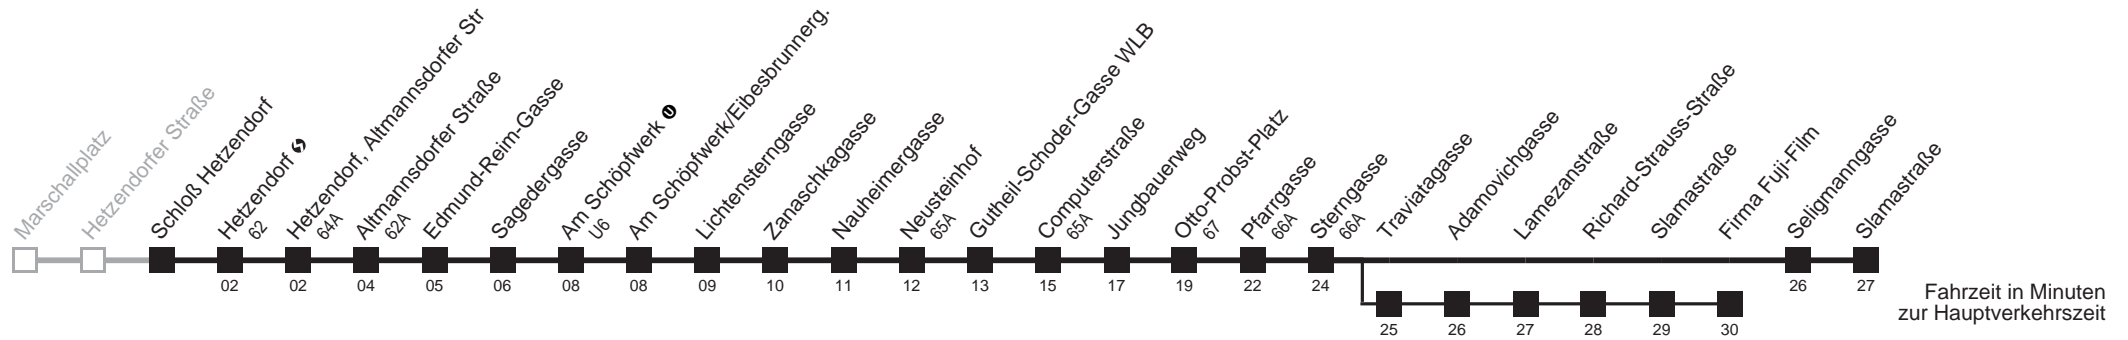 Marschallplatz
Hetzendorfer Straße
Schloß Hetzendorf
Hetzendorf
62
Hetzendorf, Altmannsdorfer Str
64A
Altmannsdorfer Straße
62A
Edmund-Reim-Gasse
Sagedergasse
Am Schöpfwerk U
U6
Am Schöpfwerk/Eibesbrunnerg.
Lichtensterngasse
Zanaschkagasse
Nauheimergasse
Neusteinhof
65A
Gutheil-Schoder-Gasse WLB
Computerstraße
65A
Jungbauerweg
Otto-Probst-Platz
67
Pfarrgasse
66A
Sterngasse
66A
Traviatagasse
Adamovichgasse
Lamezanstraße
Richard-Strauss-Straße
Slamastraße
Firma Fuji-Film
Seligmanngasse
Slamastraße
02 02 04 05 06 08 08 09 10 11 12 13 15 17 19 22 24 26 27
25 26 27 28 29 30
Fahrzeit in Minuten
zur Hauptverkehrszeit